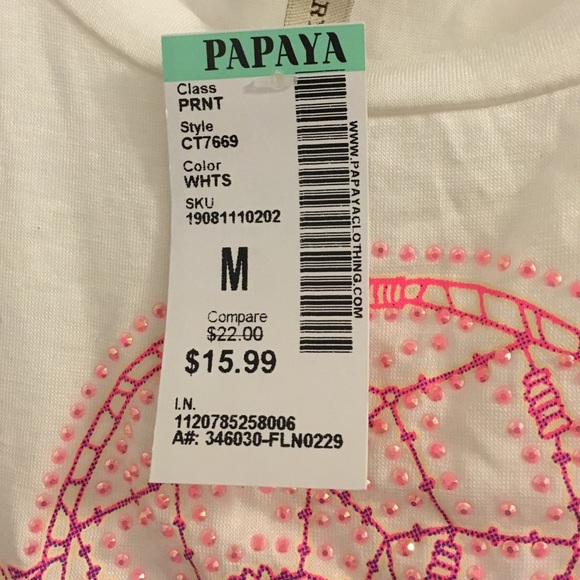 PAPAYA
Class
PRNT
Style
CT7669
Color
WHTS
SKU
19081110202
M
Compare
$22.00
$15.99
I.N.
1120785258006
A#: 346030-FLN0229
WWW.PAPAYACLOTHING.COM